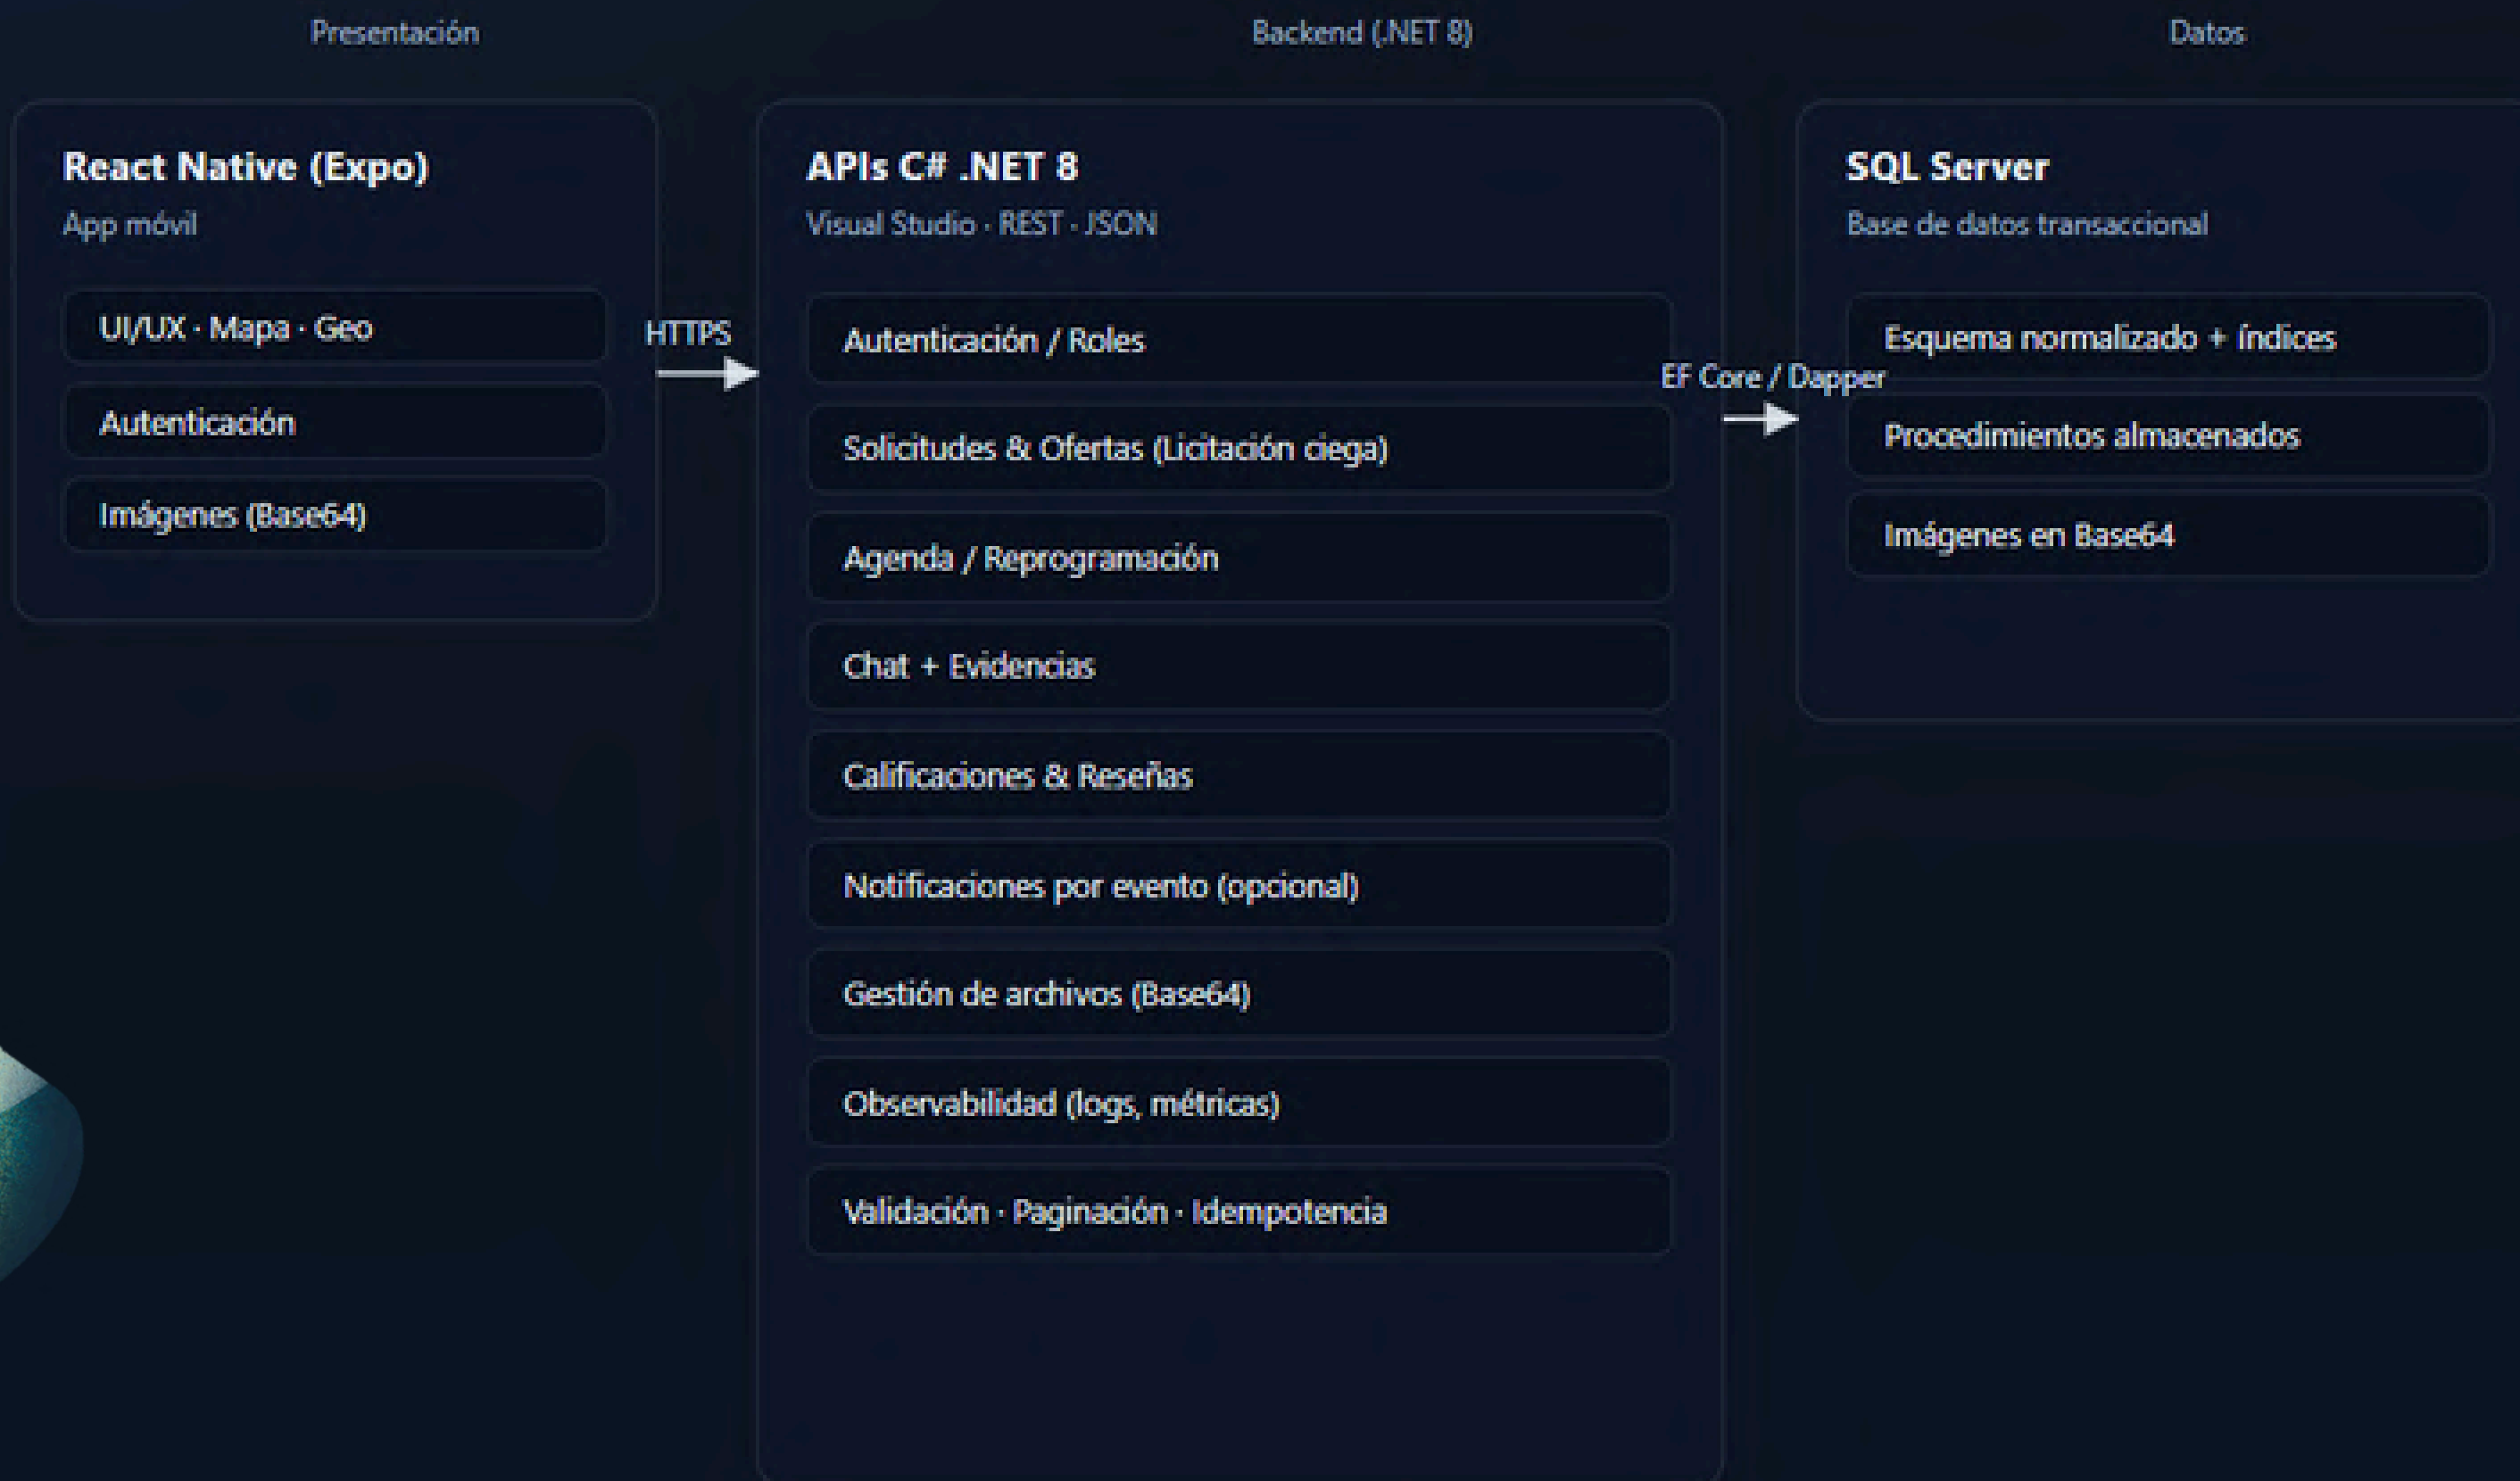 Presentación
Backend (.NET 8)
Datos
React Native (Expo)
App móvil
UI/UX · Mapa · Geo
Autenticación
Imágenes (Base64)
HTTPS
APIs C# .NET 8
Visual Studio · REST · JSON
Autenticación / Roles
Solicitudes & Ofertas (Licitación ciega)
Agenda / Reprogramación
Chat + Evidencias
Calificaciones & Reseñas
Notificaciones por evento (opcional)
Gestión de archivos (Base64)
Observabilidad (logs, métricas)
Validación · Paginación · Idempotencia
EF Core / Dapper
SQL Server
Base de datos transaccional
Esquema normalizado + índices
Procedimientos almacenados
Imágenes en Base64